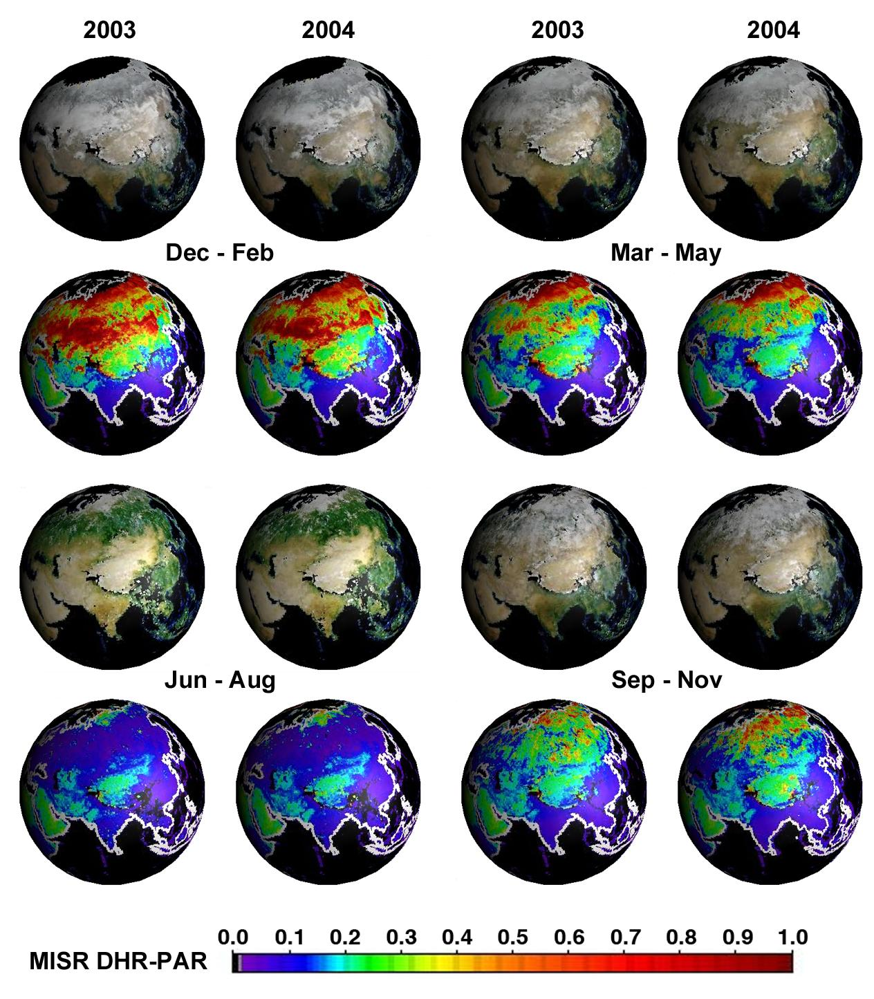 2003 2004 2003 2004
Dec - Feb Mar - May
Jun - Aug Sep - Nov
0.0 0.1 0.2 0.3 0.4 0.5 0.6 0.7 0.8 0.9 1.0
MISR DHR-PAR